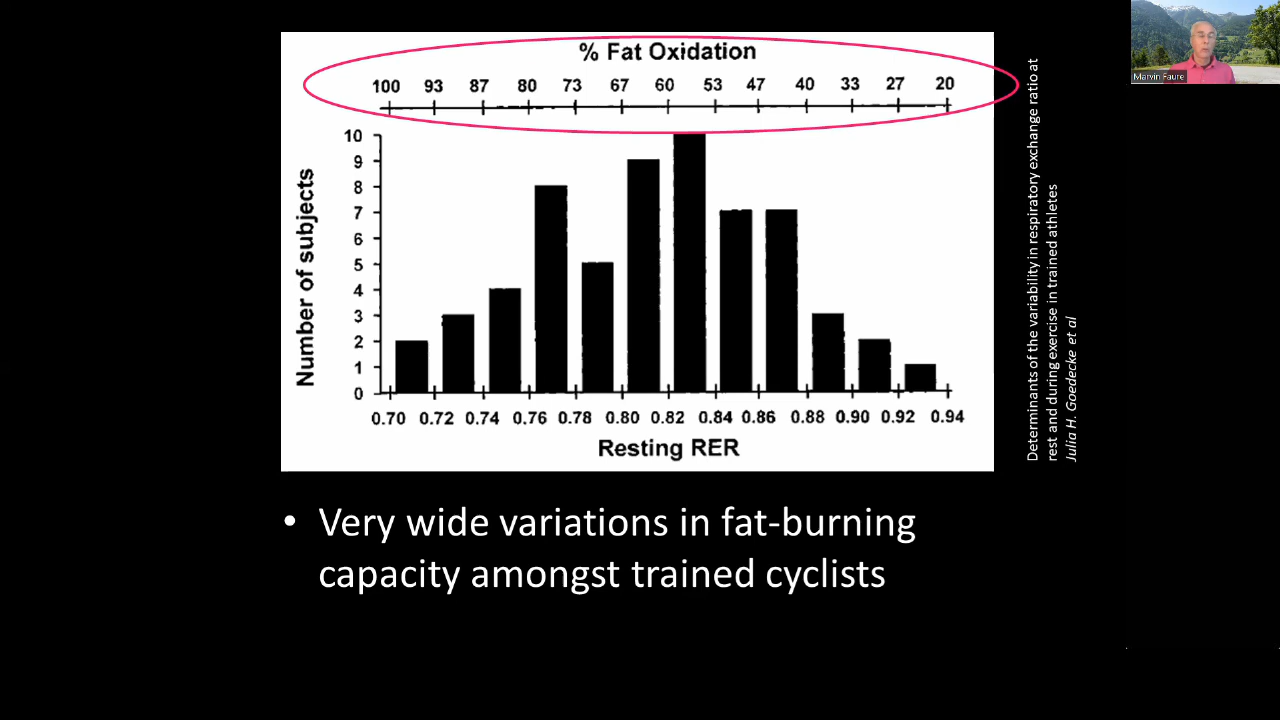 % Fat Oxidation
100 93 87 80 73 67 60 53 47 40 33 27 20
10
9
8
7
6
5
4
3
2
1
0
Number of subjects
0.70 0.72 0.74 0.76 0.78 0.80 0.82 0.84 0.86 0.88 0.90 0.92 0.94
Resting RER
Determinants of the variability in respiratory exchange ratio at
rest and during exercise in trained athletes
Julia H. Goedecke et al
Marvin Faure
• Very wide variations in fat-burning
capacity amongst trained cyclists